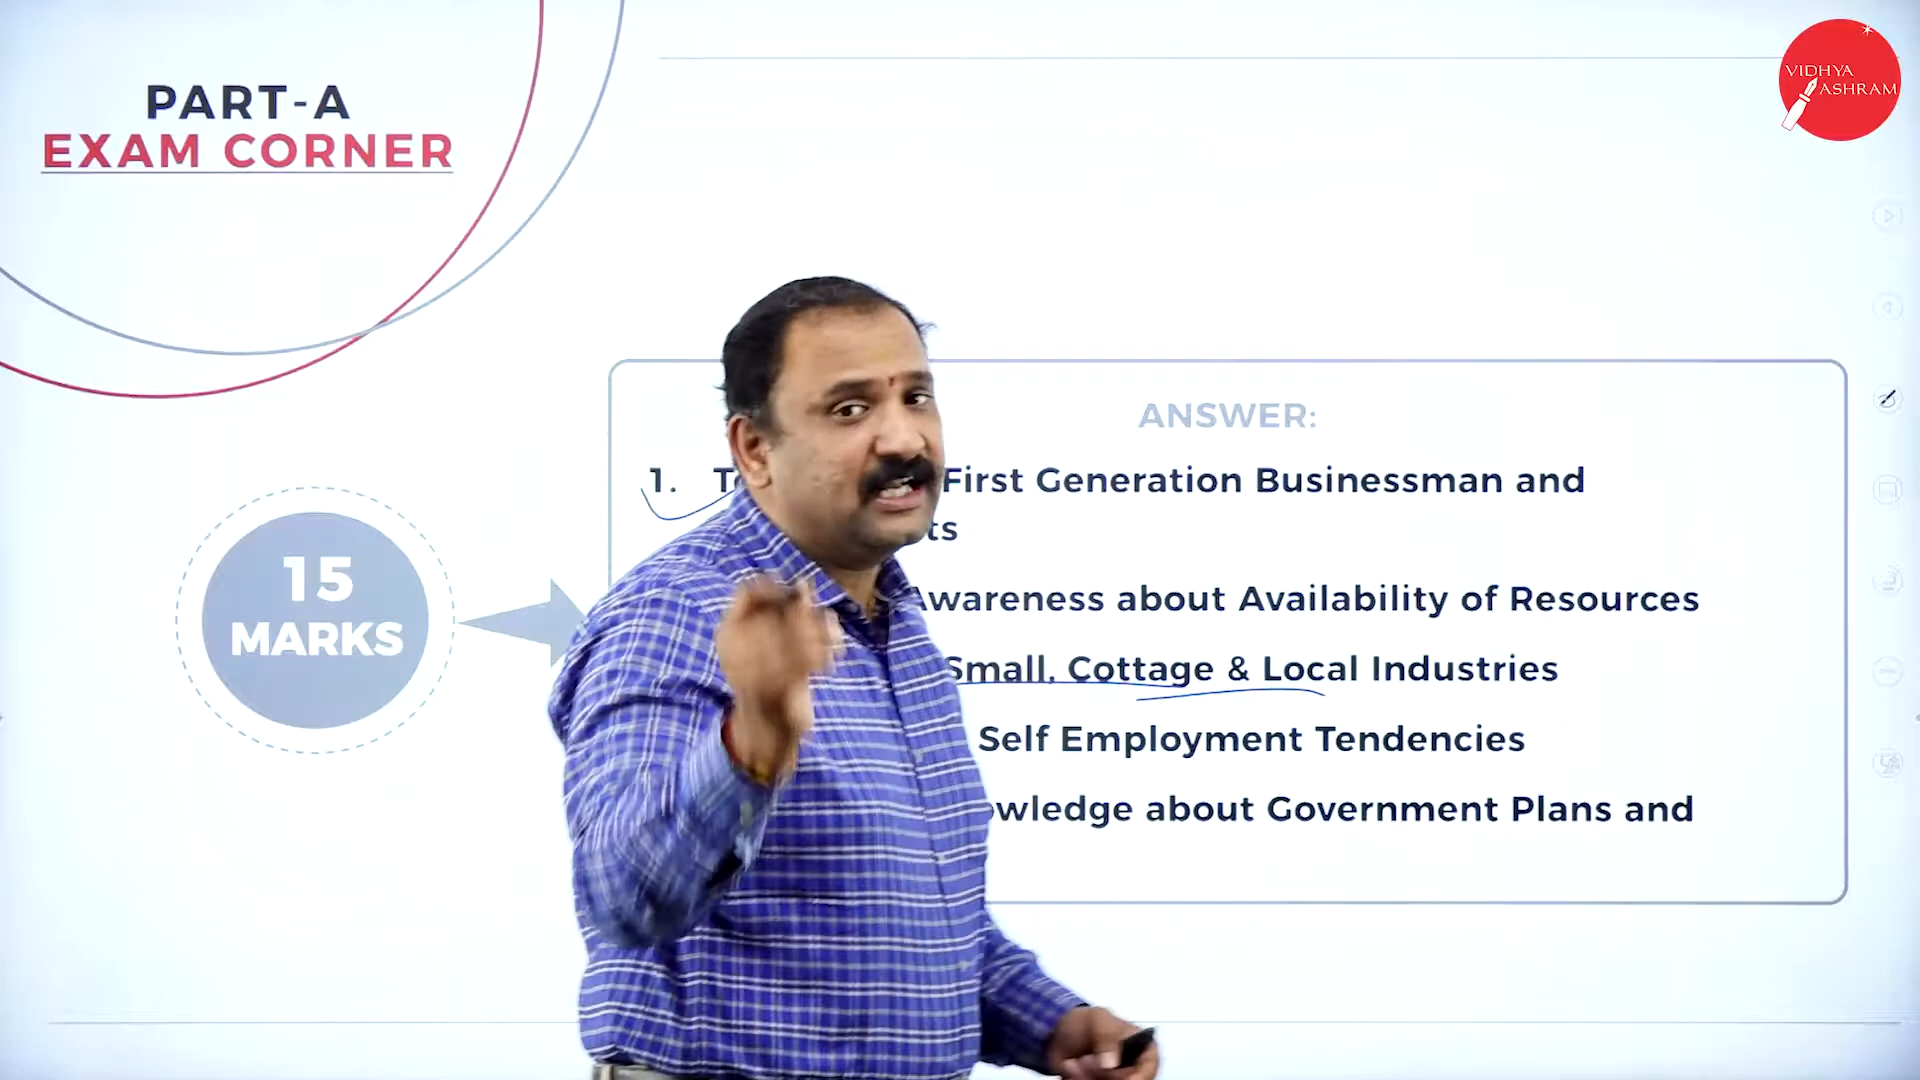 PART-A
EXAM CORNER
VIDHYA
ASHRAM
ANSWER:
1. First Generation Businessman and
Awareness about Availability of Resources
Small, Cottage & Local Industries
Self Employment Tendencies
about Government Plans and
15
MARKS